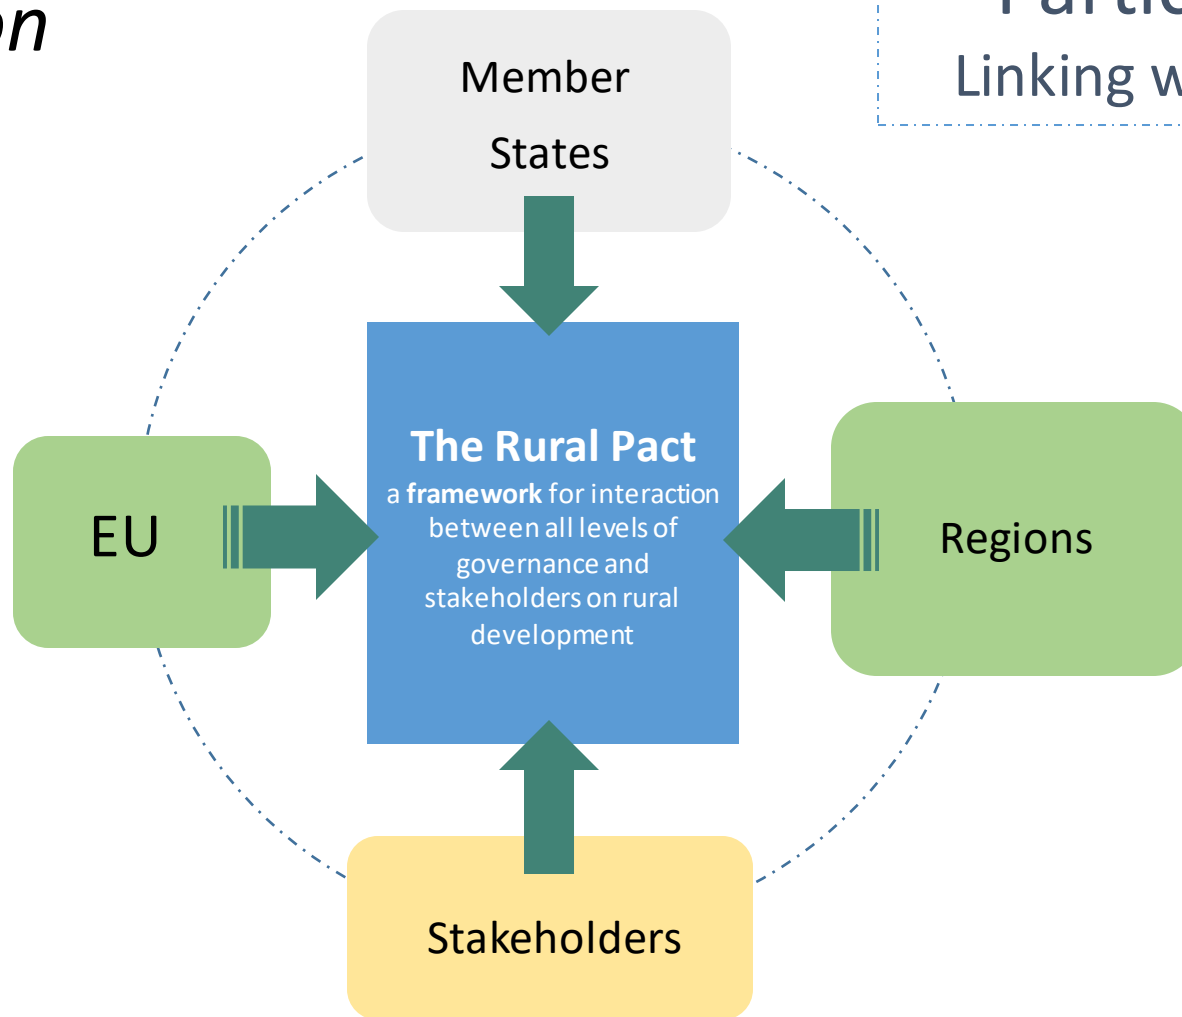 Member
States
Linking
The Rural Pact
a framework for interaction
between all levels of
governance and
stakeholders on rural
development
EU
Regions
Stakeholders